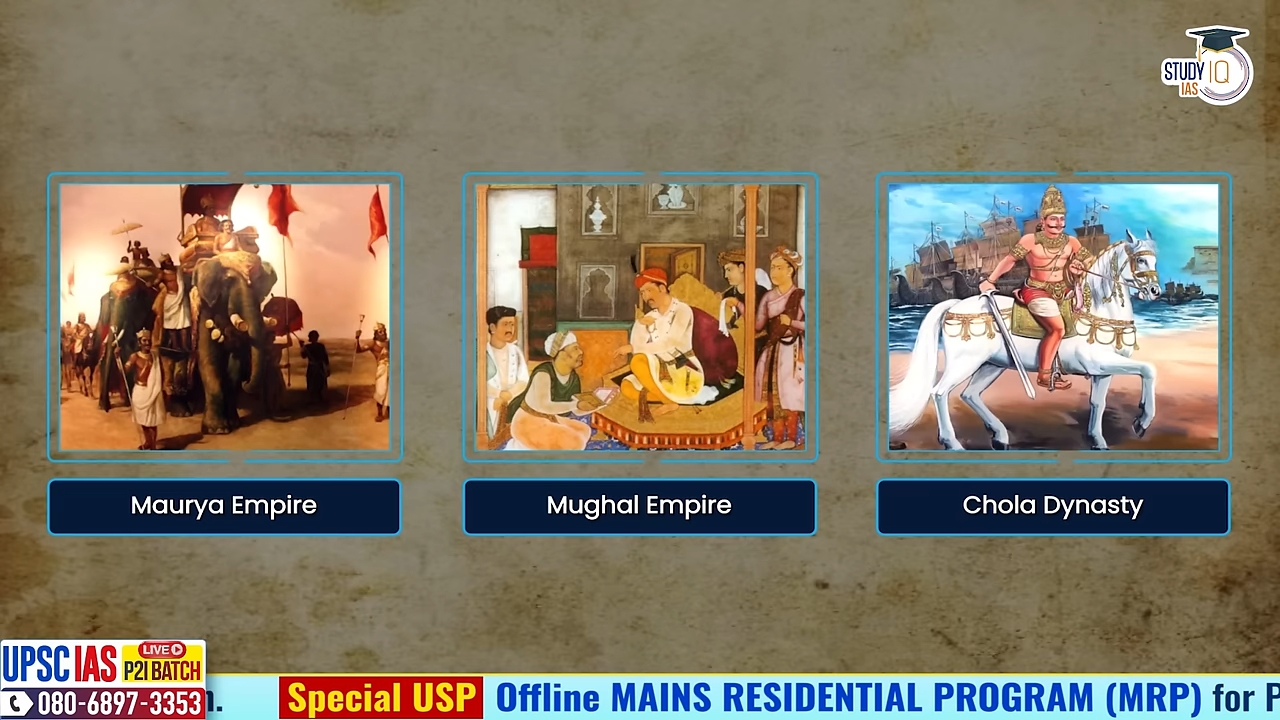 STUDY IQ
IAS
Maurya Empire
Mughal Empire
Chola Dynasty
UPSC IAS
LIVE
P2I BATCH
080-6897-3353
Special USP Offline MAINS RESIDENTIAL PROGRAM (MRP) for